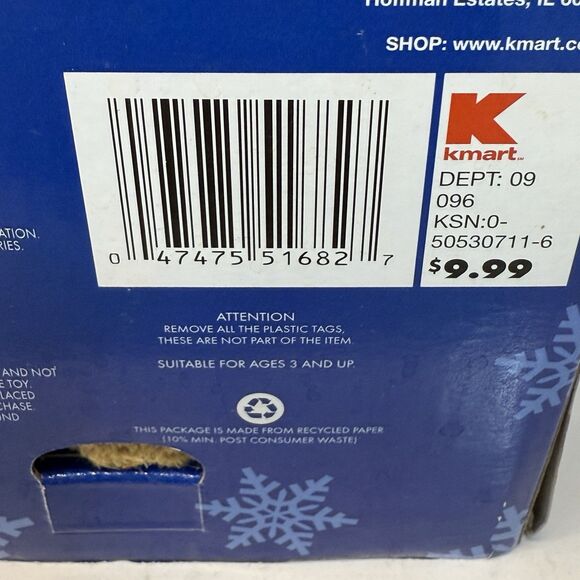 Hoffman Estates, IL
SHOP: www.kmart.co
K
kmart
DEPT: 09
096
KSN:0-
50530711-6
$9.99
0 47475 51682 7
ATION.
RIES.
ATTENTION
REMOVE ALL THE PLASTIC TAGS,
THESE ARE NOT PART OF THE ITEM.
SUITABLE FOR AGES 3 AND UP.
AND NOT
E TOY.
LACED
CHASE.
UND
THIS PACKAGE IS MADE FROM RECYCLED PAPER
(10% MIN. POST CONSUMER WASTE)